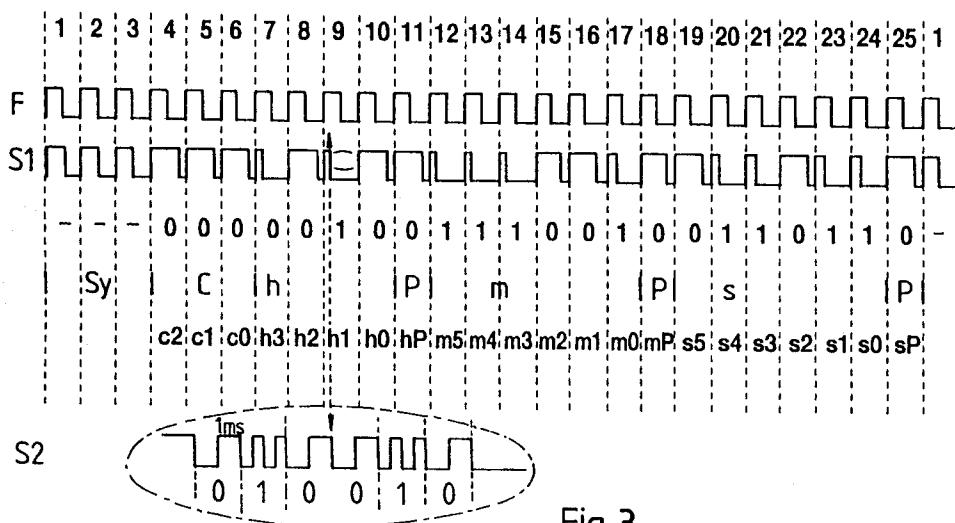 1 2 3 4 5 6 7 8 9 10 11 12 13 14 15 16 17 18 19 20 21 22 23 24 25 1
F
S1
- - - 0 0 0 0 0 1 0 0 1 1 1 0 0 1 0 0 1 1 0 1 1 0 -
Sy C h P m P s P
c2 c1 c0 h3 h2 h1 h0 hP m5 m4 m3 m2 m1 m0 mP s5 s4 s3 s2 s1 s0 sP
1ms
S2
0 1 0 0 1 0
Fig.3